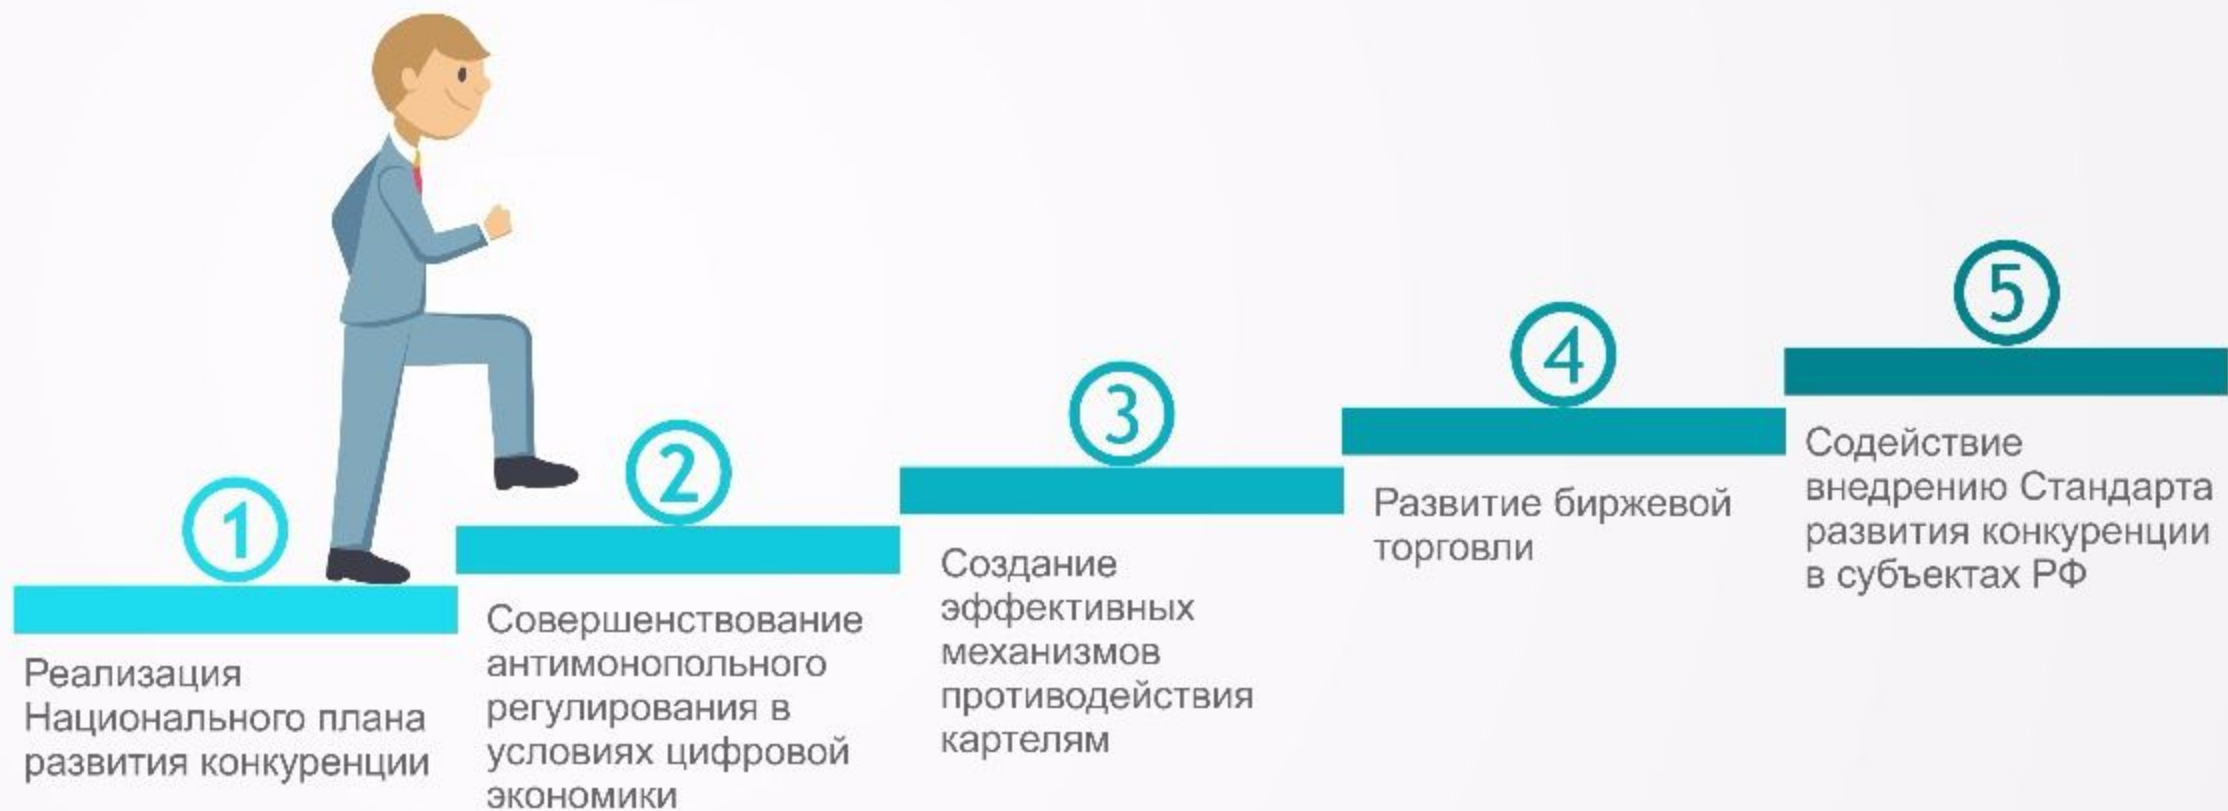 1
Реализация
Национального плана
развития конкуренции
2
Совершенствование
антимонопольного
регулирования в
условиях цифровой
экономики
3
Создание
эффективных
механизмов
противодействия
картелям
4
Развитие биржевой
торговли
5
Содействие
внедрению Стандарта
развития конкуренции
в субъектах РФ